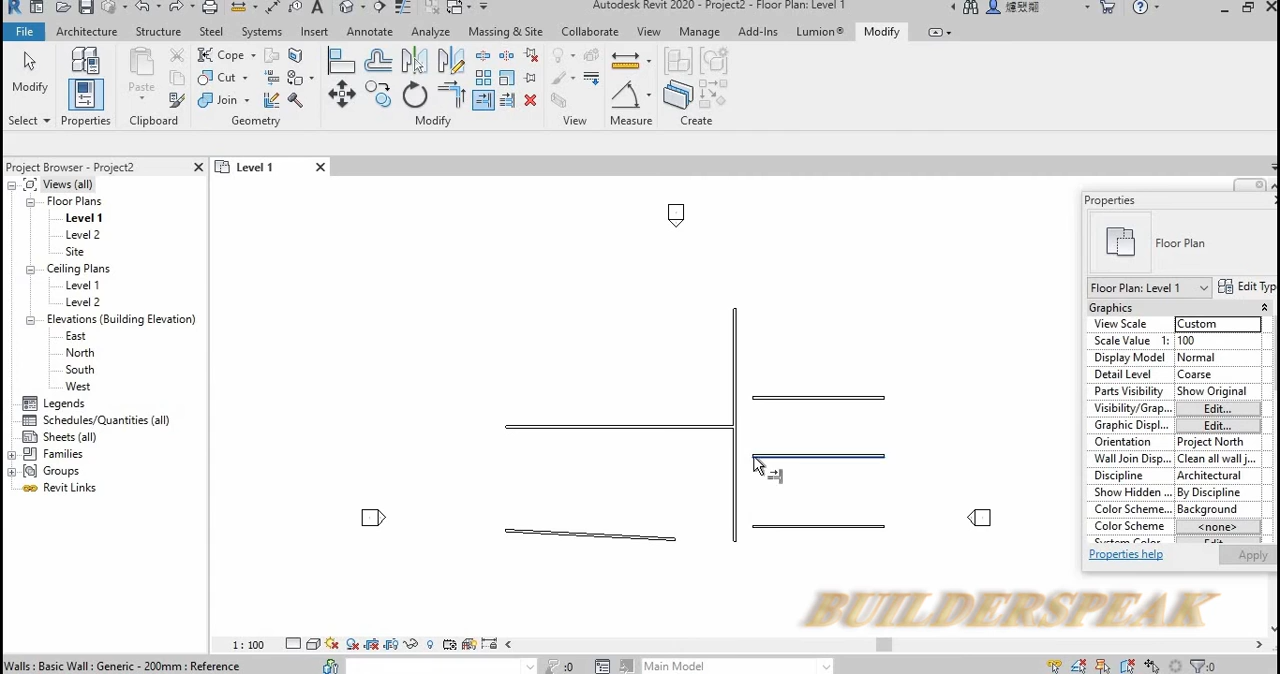 Autodesk Revit 2020 - Project2 - Floor Plan: Level 1
File Architecture Structure Steel Systems Insert Annotate Analyze Massing & Site Collaborate View Manage Add-Ins Lumion® Modify
Modify
Paste
Cope
Cut
Join
Select Properties Clipboard Geometry Modify View Measure Create
Project Browser - Project2
Level 1
Views (all)
Floor Plans
Level 1
Level 2
Site
Ceiling Plans
Level 1
Level 2
Elevations (Building Elevation)
East
North
South
West
Legends
Schedules/Quantities (all)
Sheets (all)
Families
Groups
Revit Links
Properties
Floor Plan
Floor Plan: Level 1 Edit Typ
Graphics
View Scale Custom
Scale Value 1: 100
Display Model Normal
Detail Level Coarse
Parts Visibility Show Original
Visibility/Grap... Edit...
Graphic Displ... Edit...
Orientation Project North
Wall Join Disp... Clean all wall j...
Discipline Architectural
Show Hidden ... By Discipline
Color Scheme... Background
Color Scheme <none>
System Color Edit
Properties help Apply
BUILDERSPEAK
1 : 100
Walls : Basic Wall : Generic - 200mm : Reference :0 Main Model :0